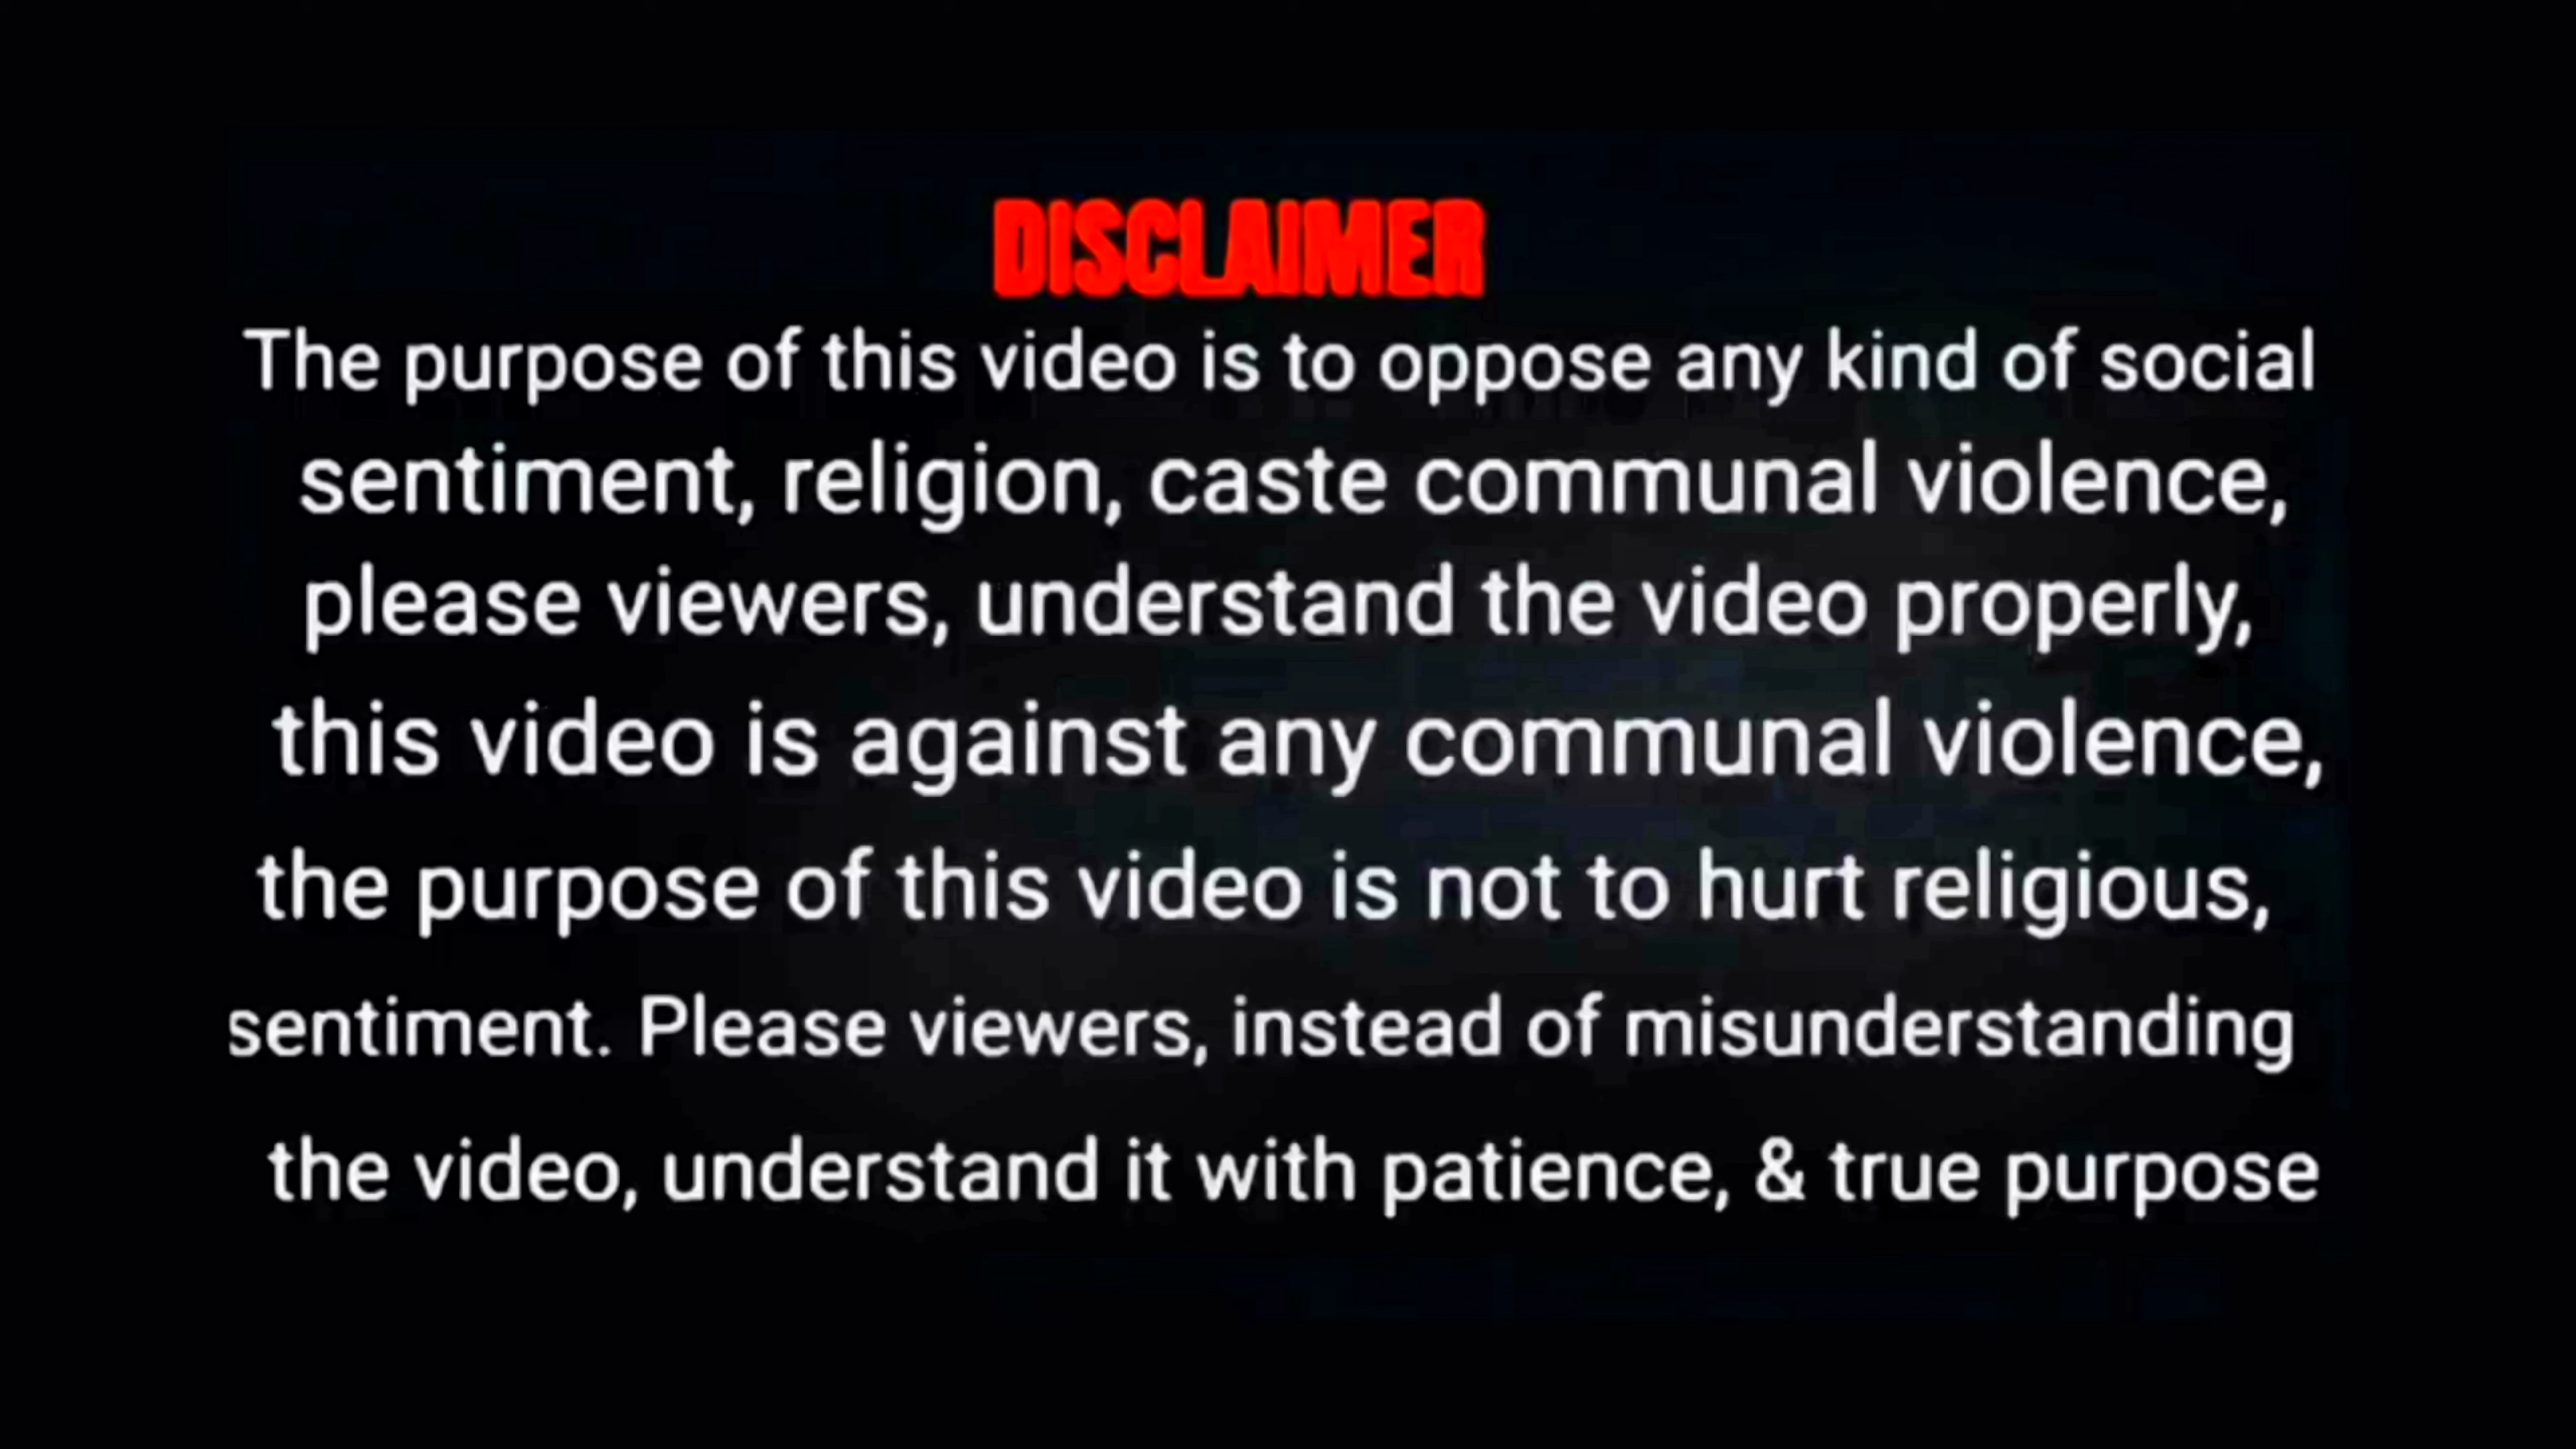 DISCLAIMER
The purpose of this video is to oppose any kind of social
sentiment, religion, caste communal violence,
please viewers, understand the video properly,
this video is against any communal violence,
the purpose of this video is not to hurt religious,
sentiment. Please viewers, instead of misunderstanding
the video, understand it with patience, & true purpose